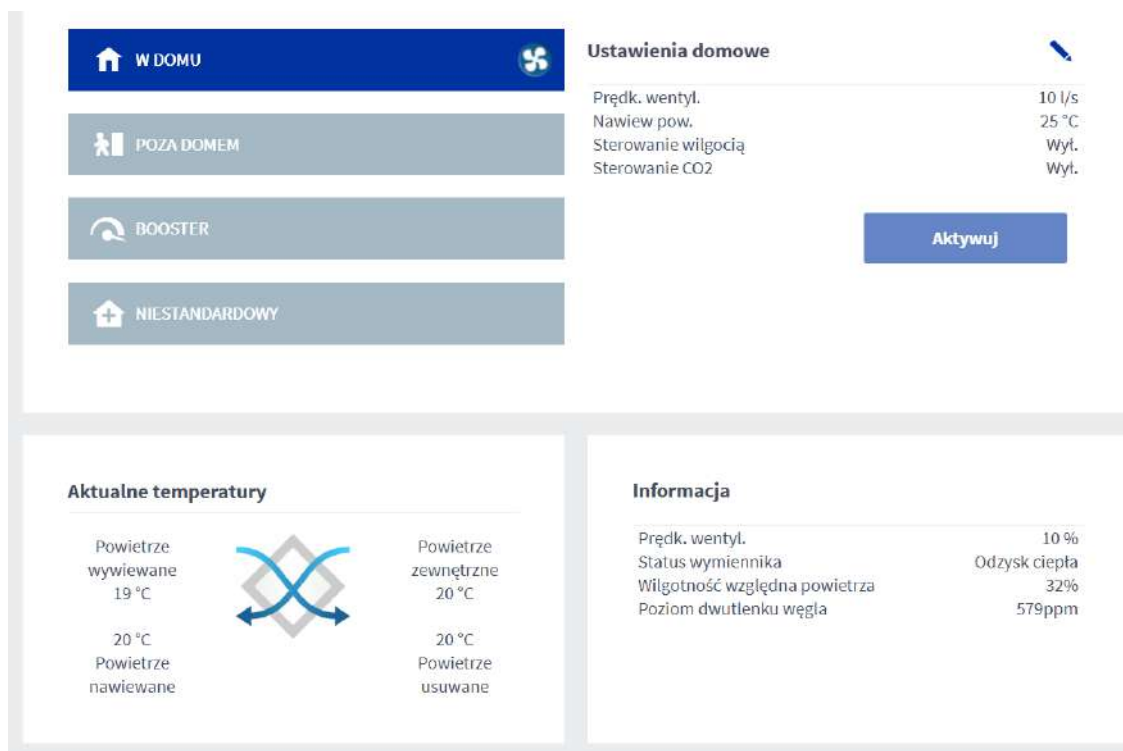 W DOMU
POZA DOMEM
BOOSTER
NIESTANDARDOWY
Ustawienia domowe
Prędk. wentyl. 10 l/s
Nawiew pow. 25 °C
Sterowanie wilgocią Wył.
Sterowanie CO2 Wył.
Aktywuj
Aktualne temperatury
Powietrze
wywiewane
19 °C
Powietrze
zewnętrzne
20 °C
20 °C
Powietrze
nawiewane
20 °C
Powietrze
usuwane
Informacja
Prędk. wentyl. 10 %
Status wymiennika Odzysk ciepła
Wilgotność względna powietrza 32%
Poziom dwutlenku węgla 579ppm